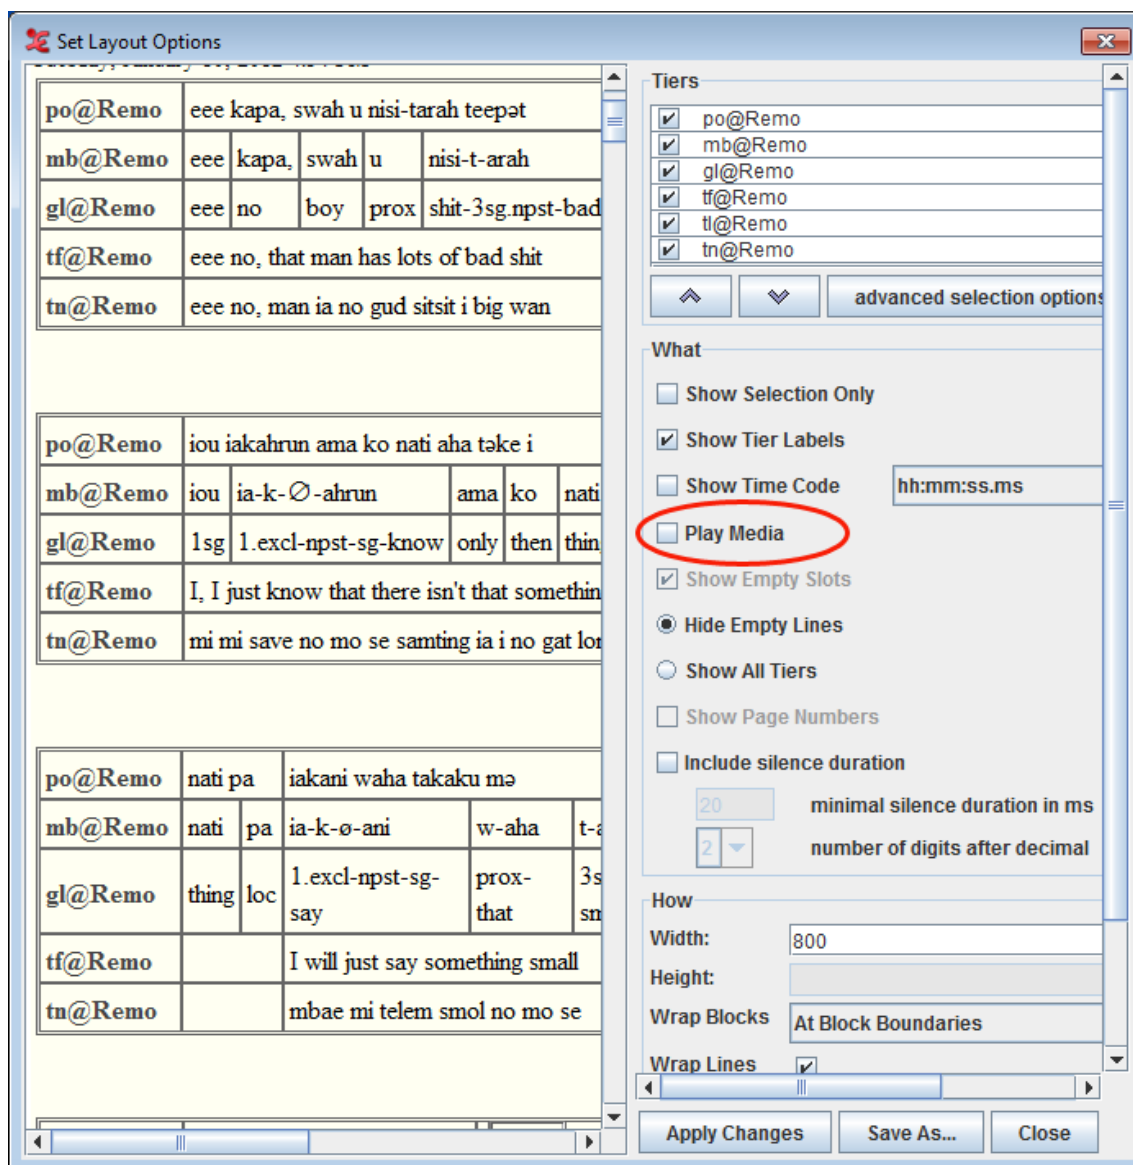 Set Layout Options
po@Remo eee kapa, swah u nisi-tarah teepət
mb@Remo eee kapa, swah u nisi-t-arah
gl@Remo eee no boy prox shit-3sg.npst-bad
tf@Remo eee no, that man has lots of bad shit
tn@Remo eee no, man ia no gud sitsit i big wan
po@Remo iou iakahrun ama ko nati aha təke i
mb@Remo iou ia-k-∅-ahrun ama ko nati
gl@Remo 1sg 1.excl-npst-sg-know only then thin
tf@Remo I, I just know that there isn't that somethin
tn@Remo mi mi save no mo se samting ia i no gat lon
po@Remo nati pa iakani waha takaku mə
mb@Remo nati pa ia-k-ø-ani w-aha t-a
gl@Remo thing loc 1.excl-npst-sg- prox- 3s
say that sm
tf@Remo I will just say something small
tn@Remo mbae mi telem smol no mo se
Tiers
po@Remo
mb@Remo
gl@Remo
tf@Remo
tl@Remo
tn@Remo
advanced selection options
What
Show Selection Only
Show Tier Labels
Show Time Code hh:mm:ss.ms
Play Media
Show Empty Slots
Hide Empty Lines
Show All Tiers
Show Page Numbers
Include silence duration
20 minimal silence duration in ms
2 number of digits after decimal
How
Width: 800
Height:
Wrap Blocks At Block Boundaries
Wrap Lines
Apply Changes Save As... Close